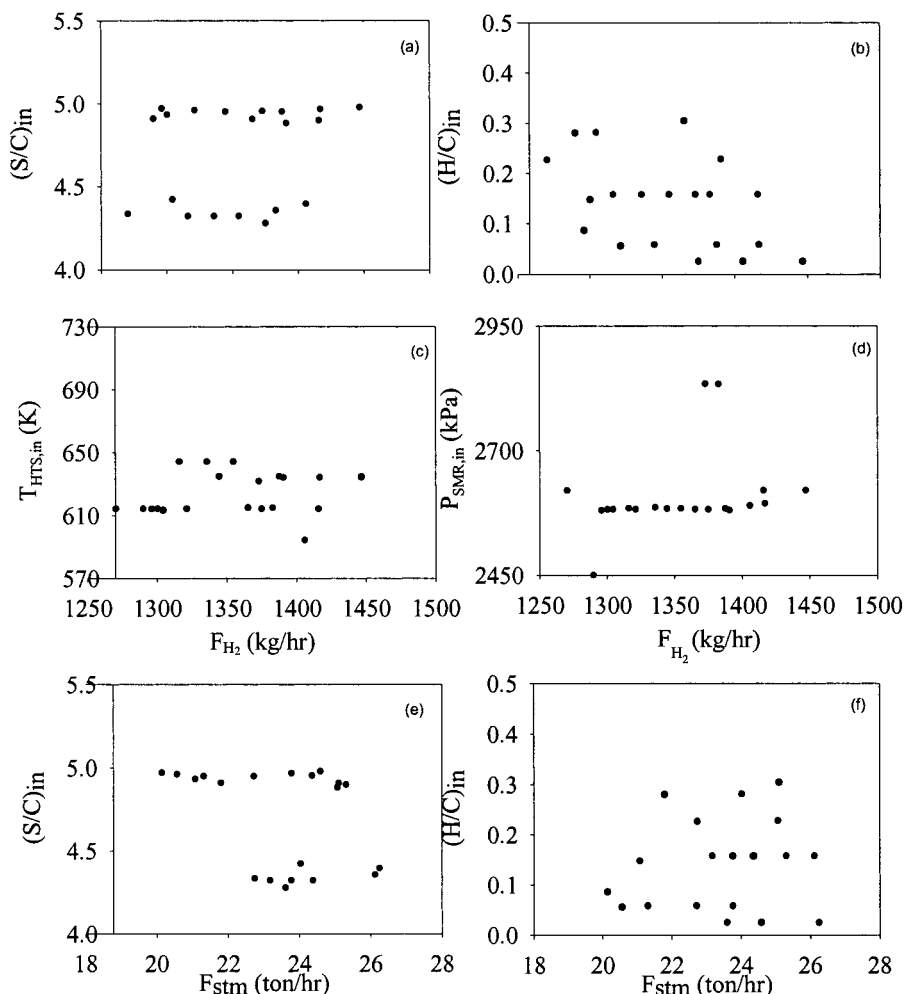 (a)
5.5
5.0
4.5
4.0
(S/C)in
(b)
0.5
0.4
0.3
0.2
0.1
0.0
(H/C)in
(c)
730
690
650
610
570
T HTS,in (K)
1250 1300 1350 1400 1450 1500
F H2 (kg/hr)
(d)
2950
2700
2450
P SMR,in (kPa)
1250 1300 1350 1400 1450 1500
F H2 (kg/hr)
(e)
5.5
5.0
4.5
4.0
(S/C)in
18 20 22 24 26 28
Fstm (ton/hr)
(f)
0.5
0.4
0.3
0.2
0.1
0.0
(H/C)in
18 20 22 24 26 28
Fstm (ton/hr)